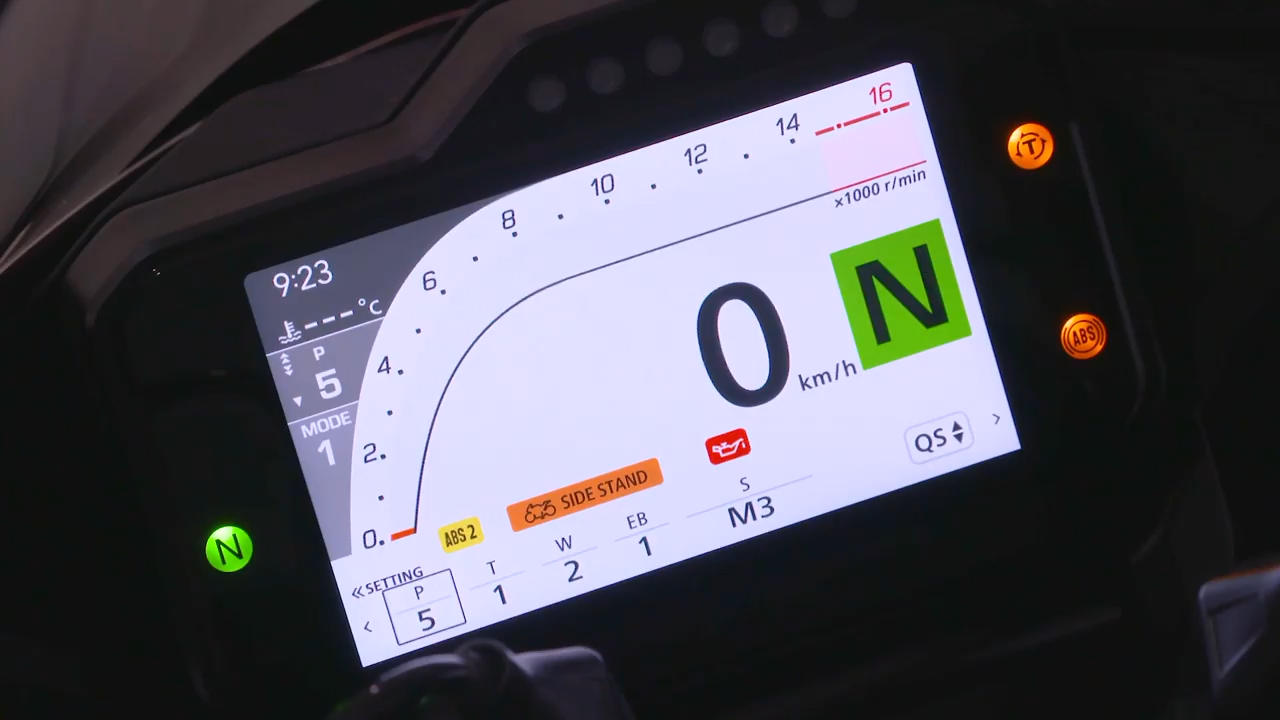 9:23
---°C
P
5
MODE
1
0
2
4
6
8
10
12
14
16
×1000 r/min
0 km/h
N
QS
SIDE STAND
ABS 2
«SETTING
P
5
T
1
W
2
EB
1
S
M3
N
T
ABS